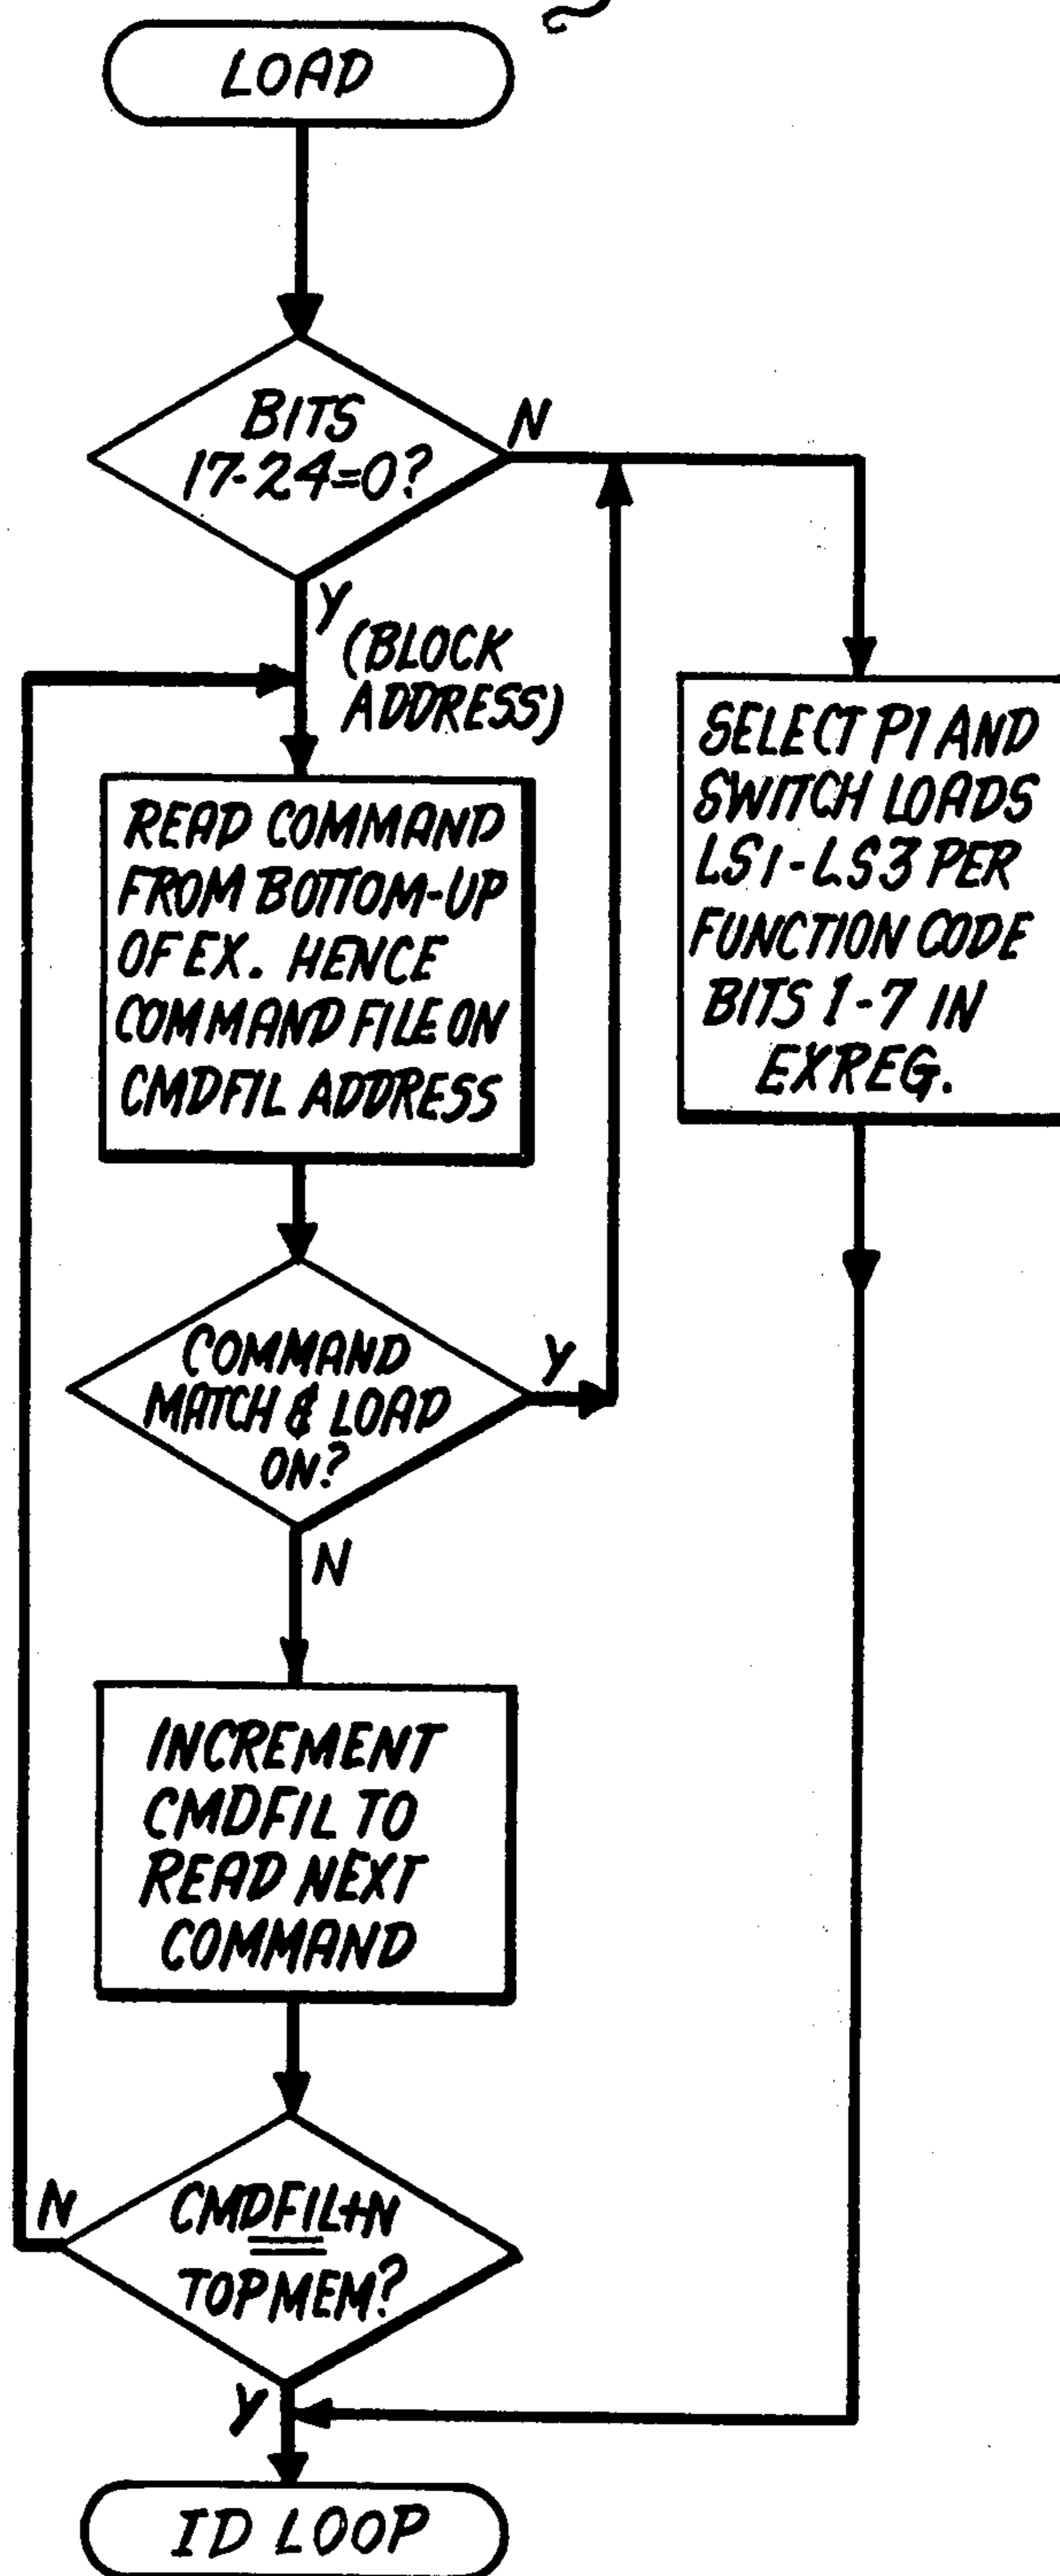 LOAD
BITS
17-24=0?
N
Y
(BLOCK
ADDRESS)
READ COMMAND
FROM BOTTOM-UP
OF EX. HENCE
COMMAND FILE ON
CMDFIL ADDRESS
SELECT P1 AND
SWITCH LOADS
LS1-LS3 PER
FUNCTION CODE
BITS 1-7 IN
EXREG.
COMMAND
MATCH & LOAD
ON?
Y
N
INCREMENT
CMDFIL TO
READ NEXT
COMMAND
N
CMDFIL+N
=
TOPMEM?
Y
ID LOOP